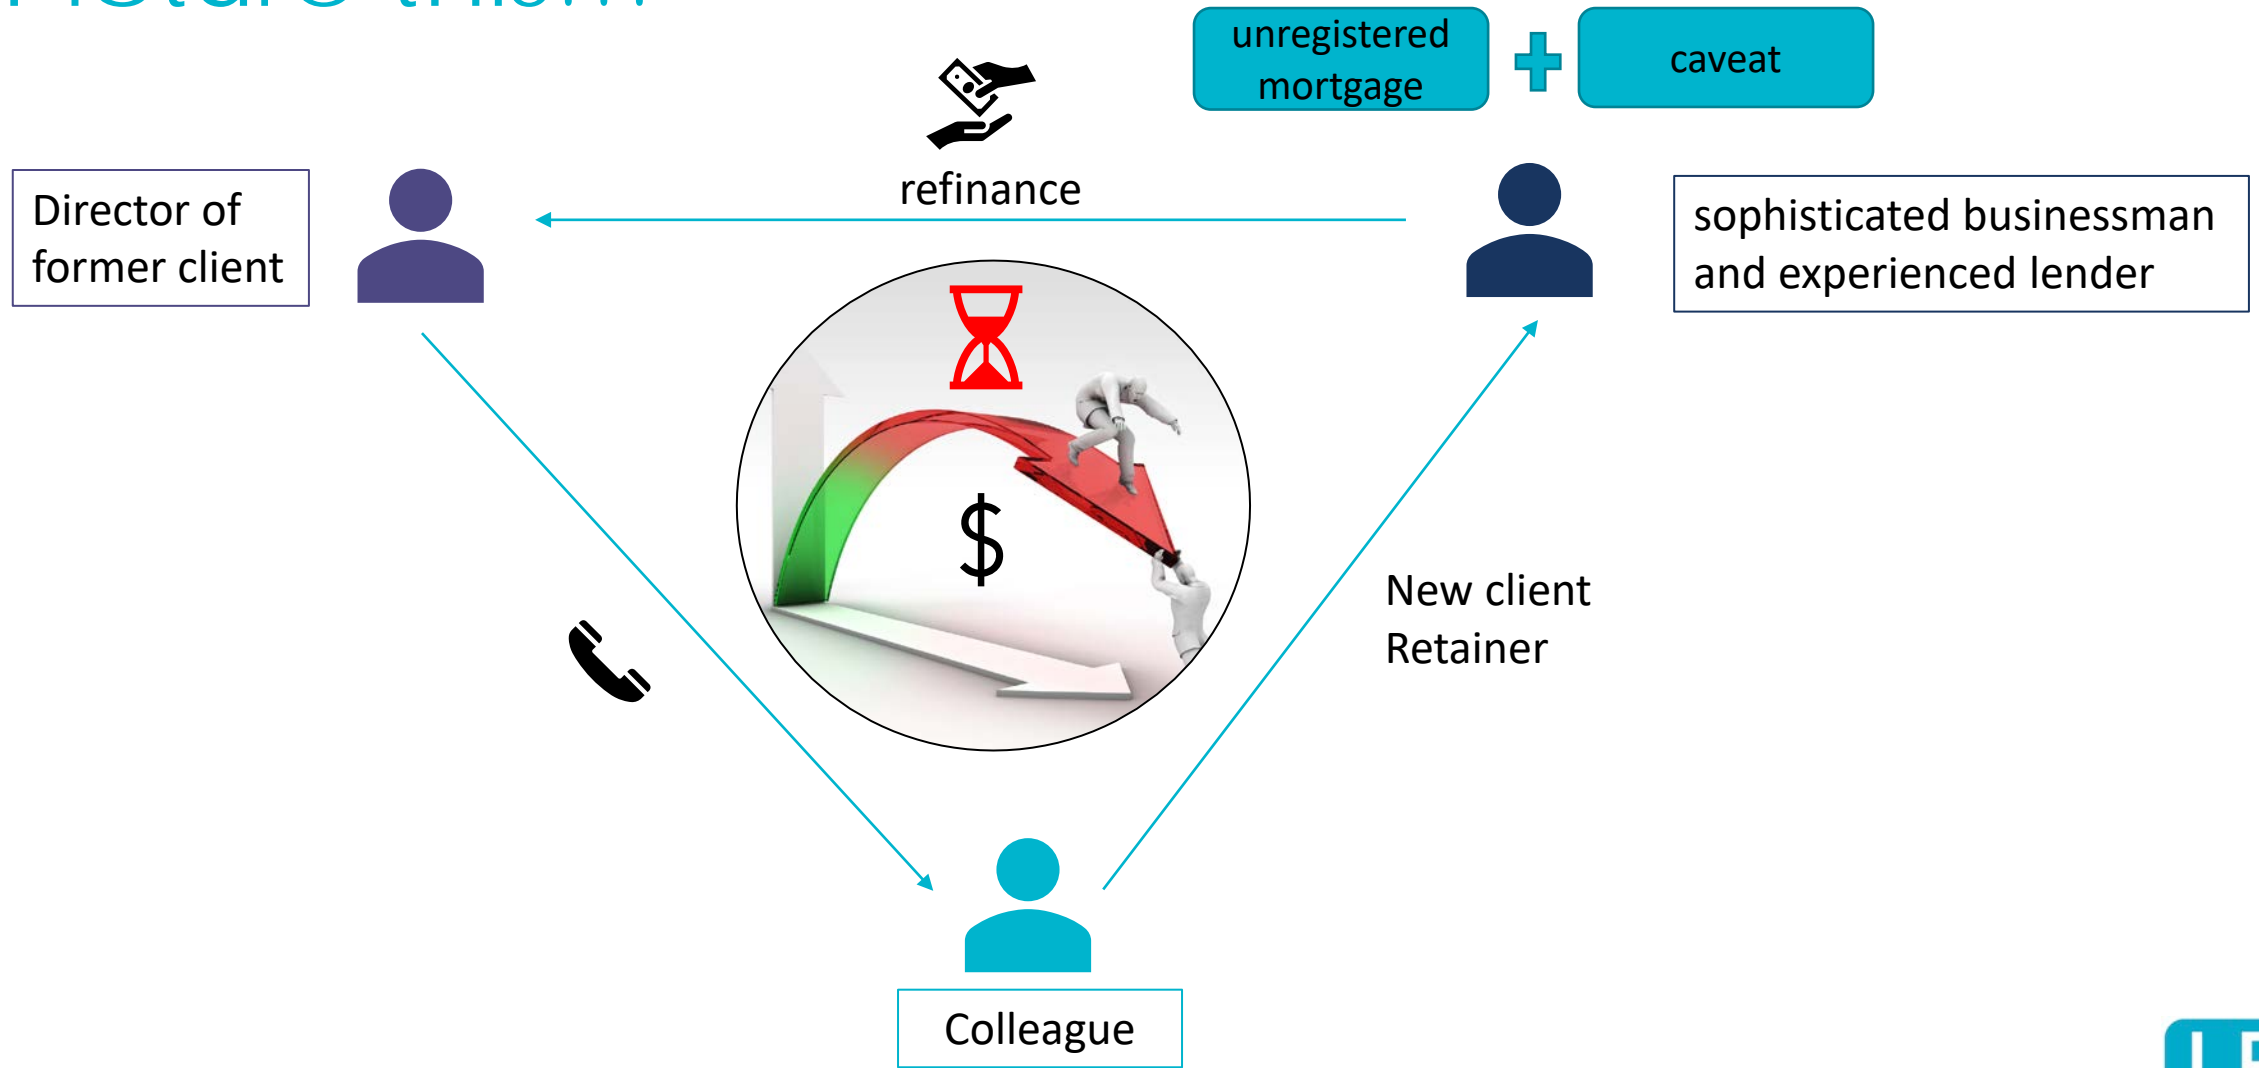 unregistered
mortgage
caveat
refinance
Director of
former client
sophisticated businessman
and experienced lender
$
New client
Retainer
Colleague